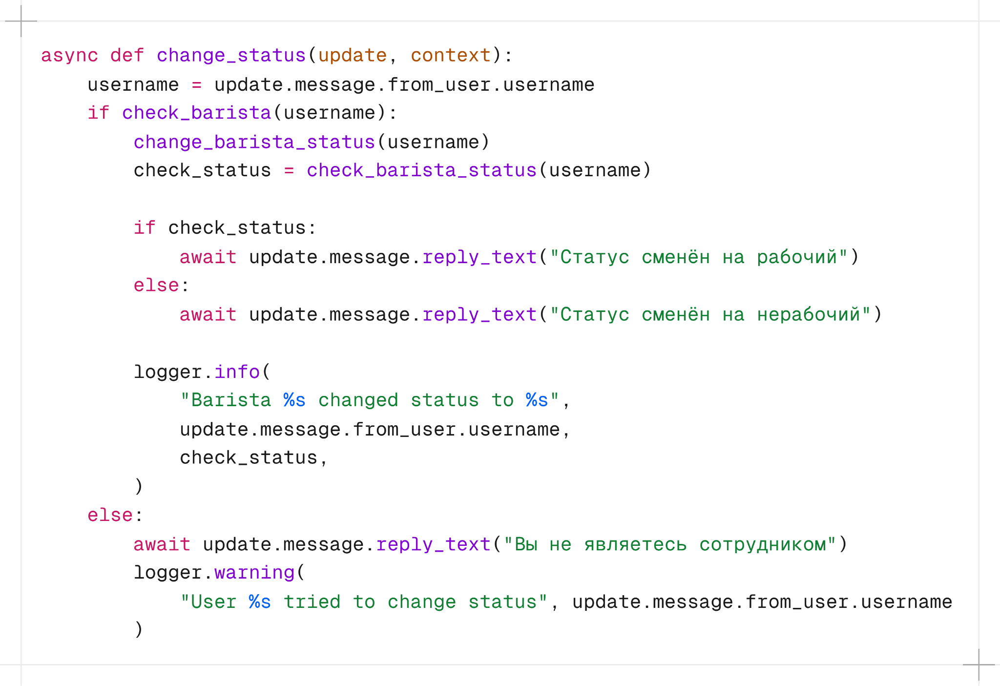 async def change_status(update, context):
    username = update.message.from_user.username
    if check_barista(username):
        change_barista_status(username)
        check_status = check_barista_status(username)

        if check_status:
            await update.message.reply_text("Статус сменён на рабочий")
        else:
            await update.message.reply_text("Статус сменён на нерабочий")

        logger.info(
            "Barista %s changed status to %s",
            update.message.from_user.username,
            check_status,
        )
    else:
        await update.message.reply_text("Вы не являетесь сотрудником")
        logger.warning(
            "User %s tried to change status", update.message.from_user.username
        )